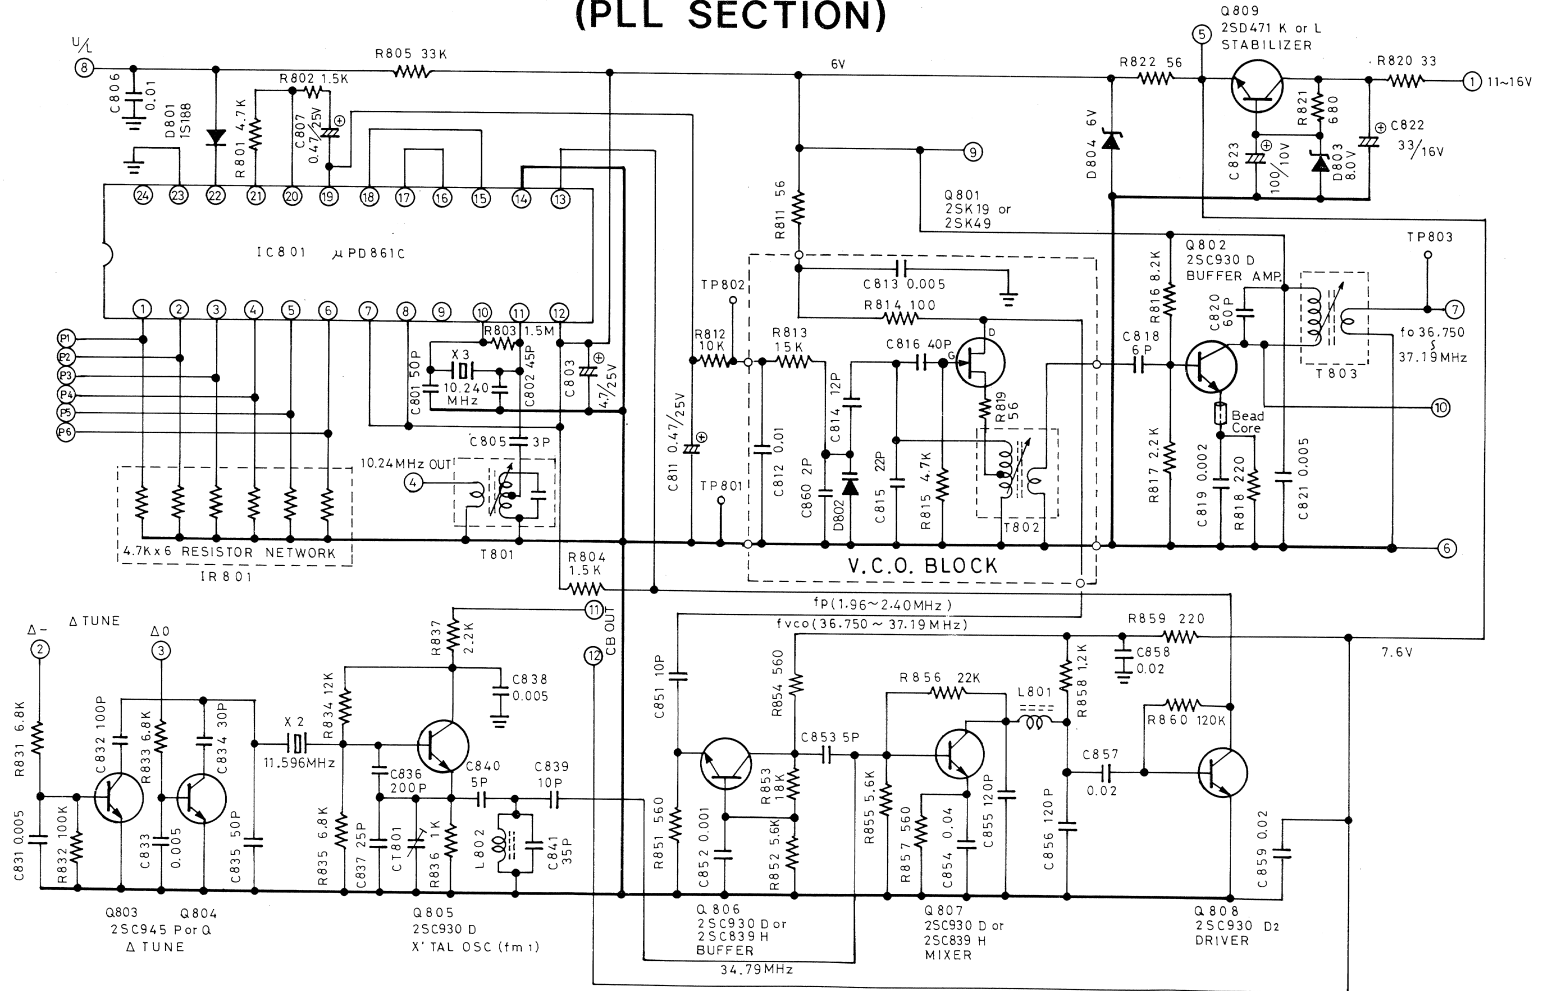 (PLL SECTION)
U/L
8
C806
0.01
D801
1S188
R801 4.7K
R802 1.5K
C807
0.47/25V
R805 33K
6V
R822 56
5
Q809
2SD471 K or L
STABILIZER
R820 33
1
11~16V
R821
680
C822
33/16V
C823
100/10V
D803
8.0V
D804 6V
9
R811 56
Q801
2SK19 or
2SK49
24
23
22
21
20
19
18
17
16
15
14
13
IC801 µPD861C
1
2
3
4
5
6
7
8
9
10
11
12
P1
P2
P3
P4
P5
P6
R803 1.5M
X3
10.240
MHz
C801 50P
C802 45P
C803
4.7/25V
C805 3P
10.24MHz OUT
4
T801
4.7K x 6 RESISTOR NETWORK
IR801
R804
1.5K
TP802
R812
10K
C811 0.47/25V
TP801
C813 0.005
R814 100
R813
15K
C816 40P
D
G
R819
56
C814 12P
C812 0.01
C860 2P
D802
C815 22P
R815 4.7K
T802
V.C.O. BLOCK
R816 8.2K
Q802
2SC930 D
BUFFER AMP.
C818
6P
C820
60P
R817 2.2K
Bead
Core
C819 0.002
R818 220
C821 0.005
T803
TP803
7
fo 36.750
~
37.19MHz
10
6
fp(1.96~2.40MHz)
fvco(36.750~37.19MHz)
Δ TUNE
Δ-
2
Δ0
3
R831 6.8K
C831 0.005
R832 100K
C832 100P
R833 6.8K
C833
0.005
C834 30P
C835 50P
X2
11.596MHz
R834 12K
R835 6.8K
R837
2.2K
11
CB OUT
12
C838
0.005
C836
200P
C837 25P
CT801
R836 1K
C840
5P
C839
10P
L802
C841
35P
C851 10P
R851 560
C852 0.001
R854 560
R853
18K
R852 5.6K
C853 5P
R855 5.6K
R856 22K
R857 560
C854 0.04
C855 120P
L801
R858 1.2K
C856 120P
C857
0.02
C858
0.02
R859 220
7.6V
R860 120K
C859 0.02
Q803
Q804
2SC945 P or Q
Δ TUNE
Q805
2SC930 D
X'TAL OSC (fm1)
Q806
2SC930 D or
2SC839 H
BUFFER
34.79MHz
Q807
2SC930 D or
2SC839 H
MIXER
Q808
2SC930 D2
DRIVER